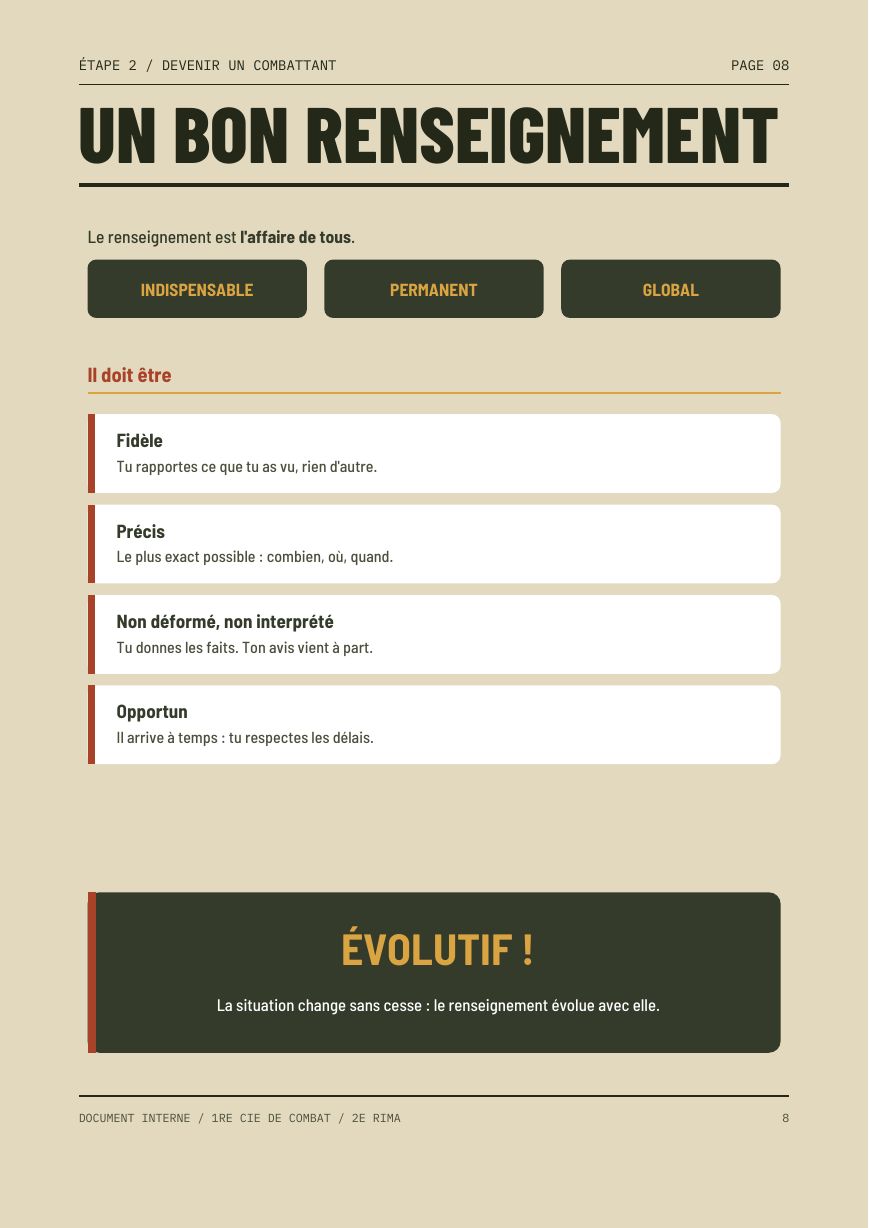 ÉTAPE 2 / DEVENIR UN COMBATTANT PAGE 08
UN BON RENSEIGNEMENT
Le renseignement est l'affaire de tous.
INDISPENSABLE PERMANENT GLOBAL
Il doit être
Fidèle
Tu rapportes ce que tu as vu, rien d'autre.
Précis
Le plus exact possible : combien, où, quand.
Non déformé, non interprété
Tu donnes les faits. Ton avis vient à part.
Opportun
Il arrive à temps : tu respectes les délais.
ÉVOLUTIF !
La situation change sans cesse : le renseignement évolue avec elle.
DOCUMENT INTERNE / 1RE CIE DE COMBAT / 2E RIMA 8